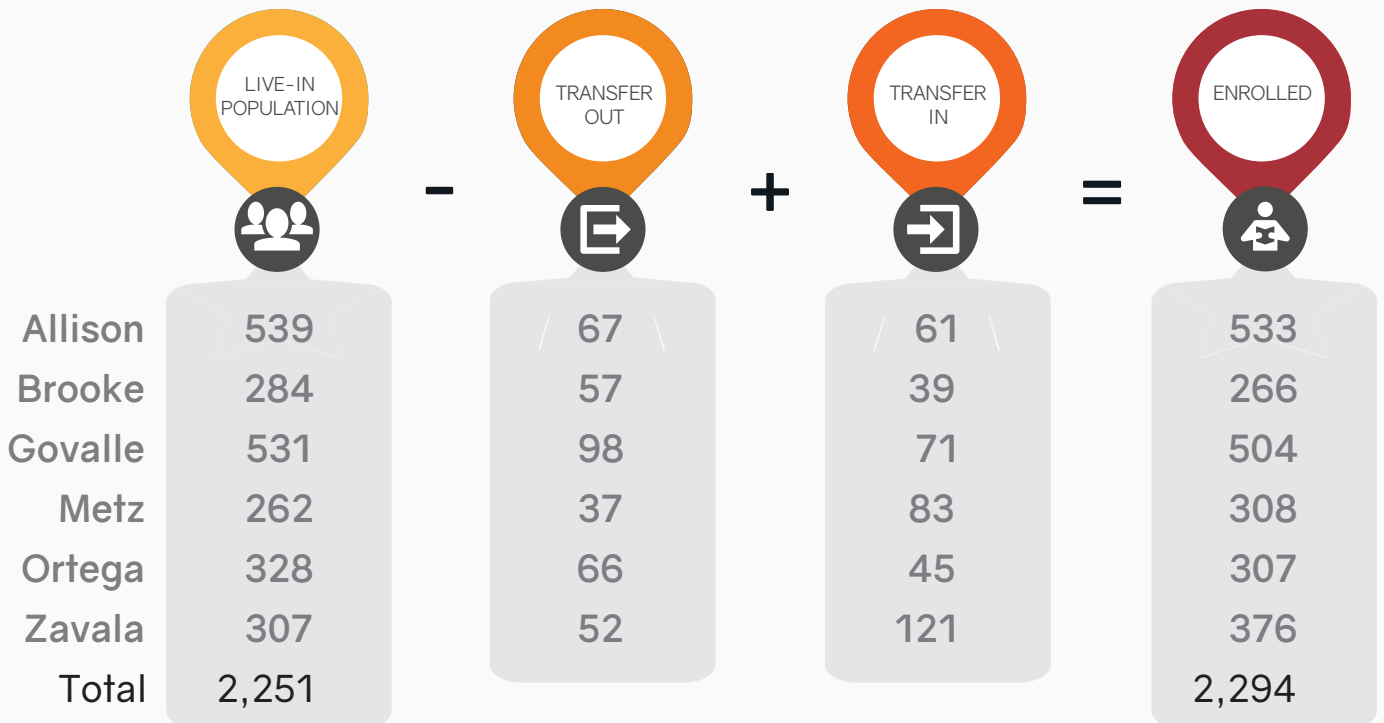 LIVE-IN
POPULATION
-
TRANSFER
OUT
+
TRANSFER
IN
=
ENROLLED
Allison 539 67 61 533
Brooke 284 57 39 266
Govalle 531 98 71 504
Metz 262 37 83 308
Ortega 328 66 45 307
Zavala 307 52 121 376
Total 2,251 2,294